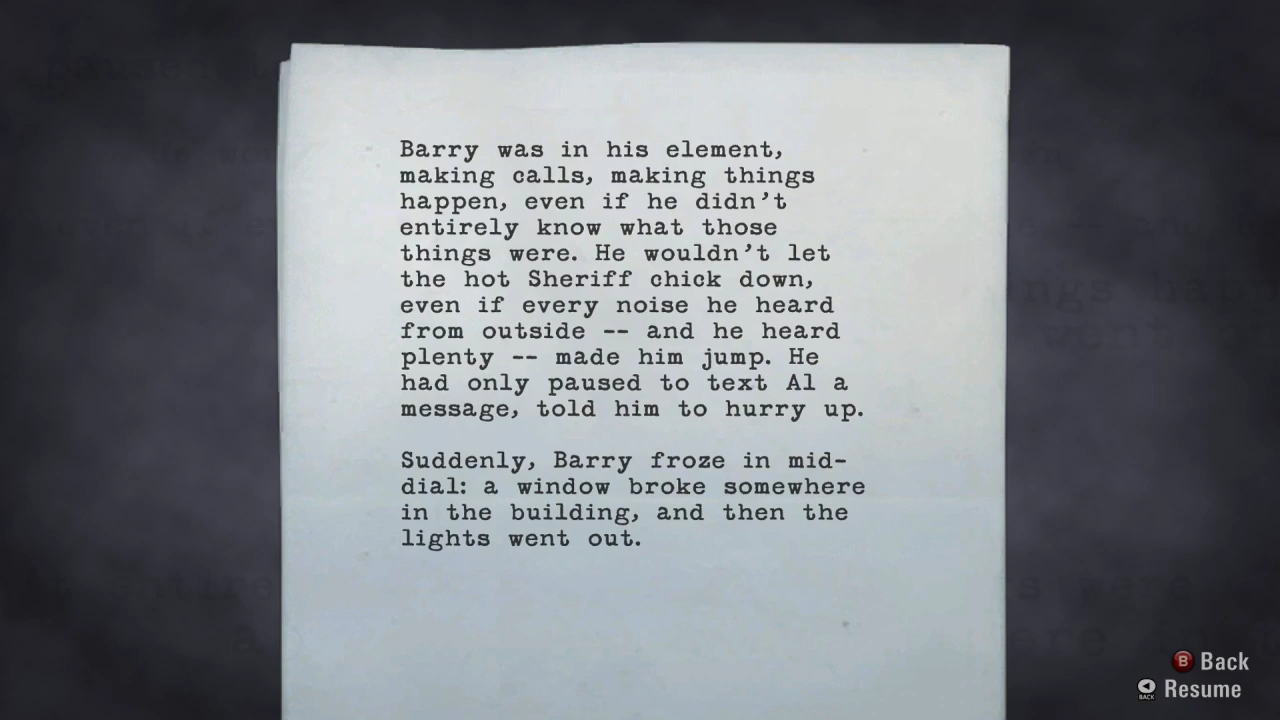 Barry was in his element,
making calls, making things
happen, even if he didn’t
entirely know what those
things were. He wouldn’t let
the hot Sheriff chick down,
even if every noise he heard
from outside -- and he heard
plenty -- made him jump. He
had only paused to text Al a
message, told him to hurry up.

Suddenly, Barry froze in mid-
dial: a window broke somewhere
in the building, and then the
lights went out.
B Back
BACK Resume